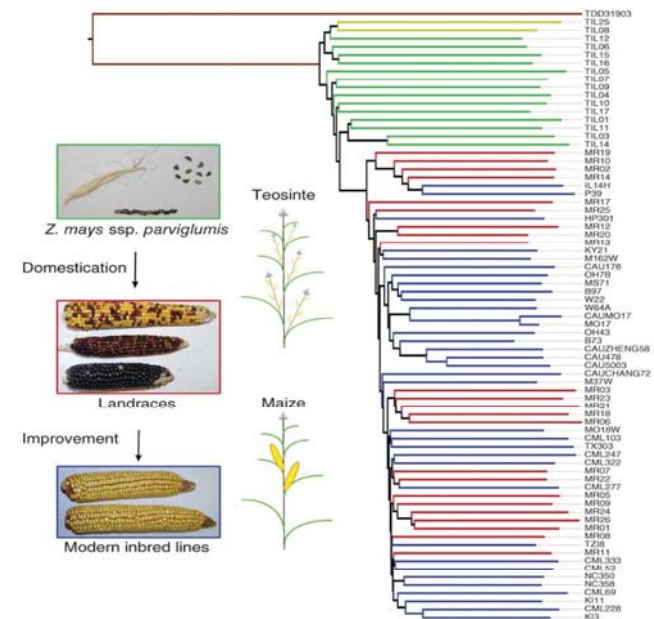 Z. mays ssp. parviglumis
Domestication
Landraces
Improvement
Modern inbred lines
Teosinte
Maize
TDD31903
TIL25
TIL08
TIL12
TIL06
TIL15
TIL16
TIL05
TIL07
TIL09
TIL04
TIL10
TIL17
TIL01
TIL11
TIL03
TIL14
MR19
MR10
MR02
MR14
IL14H
P39
MR17
MR25
HP301
MR12
MR20
MR13
KY21
M162W
CAU178
OH7B
MS71
B97
W22
W64A
CAUMO17
MO17
OH43
B73
CAUZHENG58
CAU478
CAU5003
CAUCHANG72
M37W
MR03
MR23
MR21
MR18
MR06
MO18W
CML103
TX303
CML247
CML322
MR07
MR22
CML277
MR05
MR09
MR24
MR26
MR01
MR08
TZI8
MR11
CML333
CML52
NC350
NC358
CML69
KI11
CML228
KI3